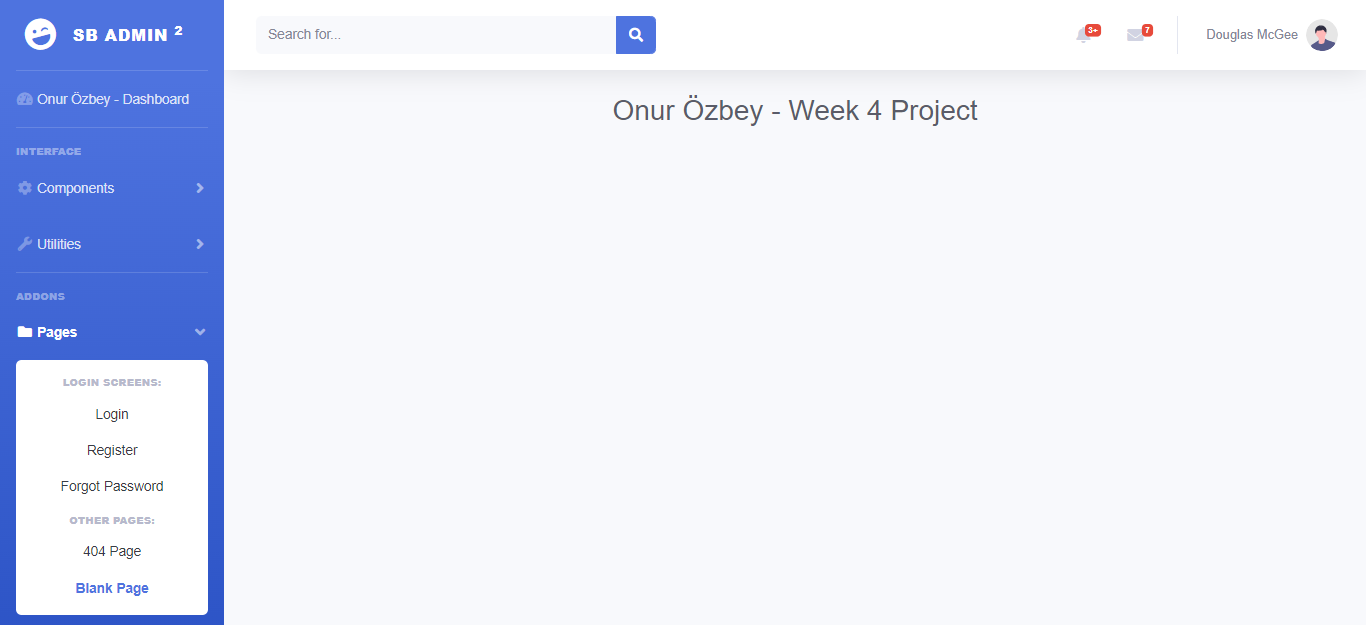 SB ADMIN 2
Search for...
3+
7
Douglas McGee
Onur Özbey - Dashboard
INTERFACE
Components
Utilities
ADDONS
Pages
LOGIN SCREENS:
Login
Register
Forgot Password
OTHER PAGES:
404 Page
Blank Page
Onur Özbey - Week 4 Project